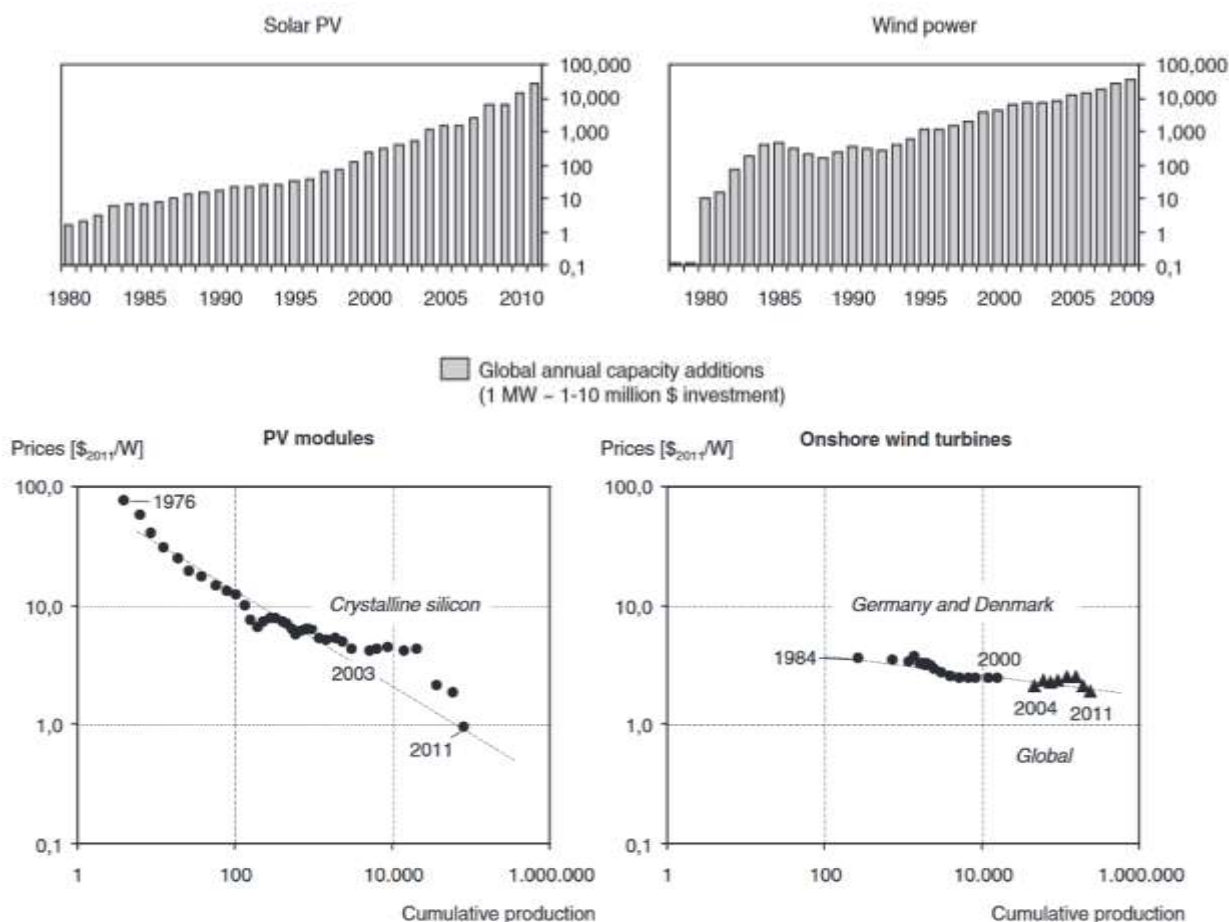 Solar PV
Wind power
100,000
10,000
1,000
100
10
1
0,1
1980 1985 1990 1995 2000 2005 2010
100,000
10,000
1,000
100
10
1
0,1
1980 1985 1990 1995 2000 2005 2009
Global annual capacity additions
(1 MW ~ 1-10 million $ investment)
PV modules
Prices [$2011/W]
100,0
10,0
1,0
0,1
1976
Crystalline silicon
2003
2011
1 100 10.000 1.000.000
Cumulative production
Onshore wind turbines
Prices [$2011/W]
100,0
10,0
1,0
0,1
Germany and Denmark
1984
2000
2004
2011
Global
1 100 10.000 1.000.000
Cumulative production